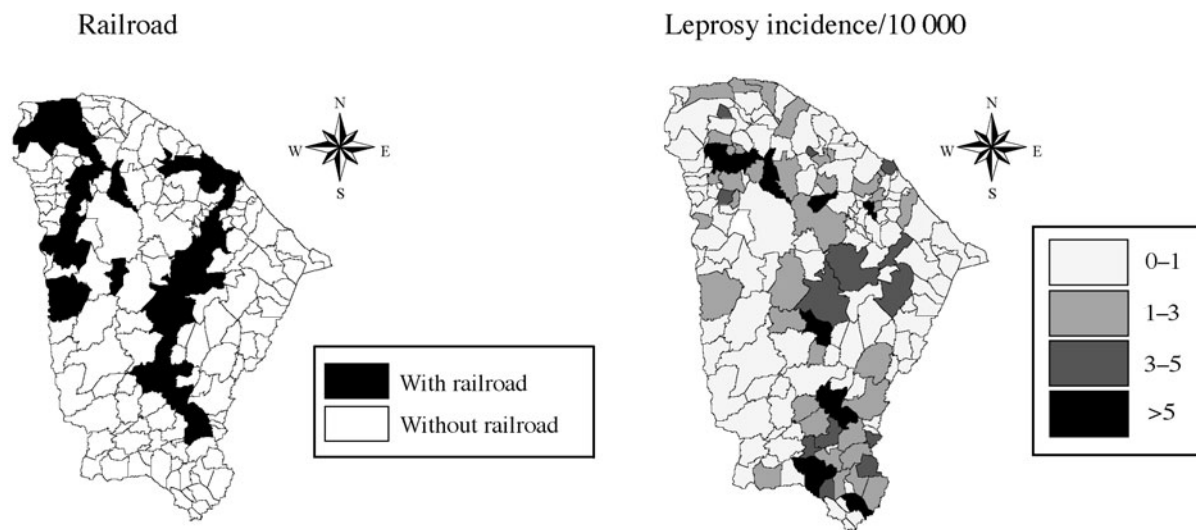 Railroad
Leprosy incidence/10 000
N
W E
S
N
W E
S
With railroad
Without railroad
0–1
1–3
3–5
>5